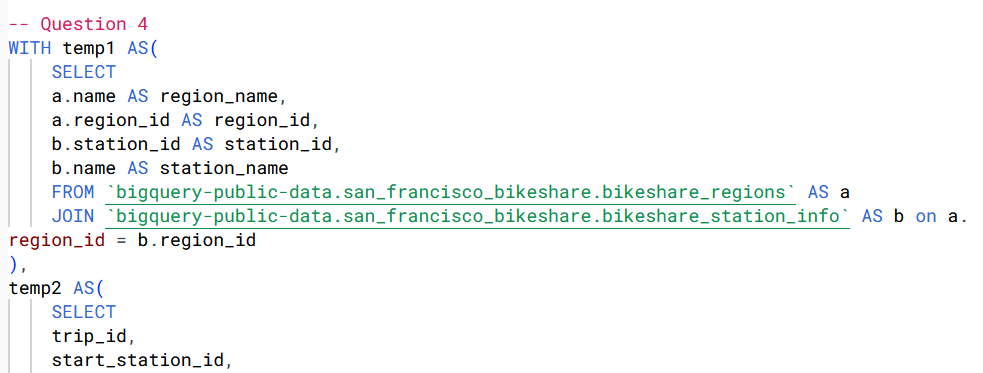 -- Question 4
WITH temp1 AS(
SELECT
a.name AS region_name,
a.region_id AS region_id,
b.station_id AS station_id,
b.name AS station_name
FROM `bigquery-public-data.san_francisco_bikeshare.bikeshare_regions` AS a
JOIN `bigquery-public-data.san_francisco_bikeshare.bikeshare_station_info` AS b on a.
region_id = b.region_id
),
temp2 AS(
SELECT
trip_id,
start_station_id,